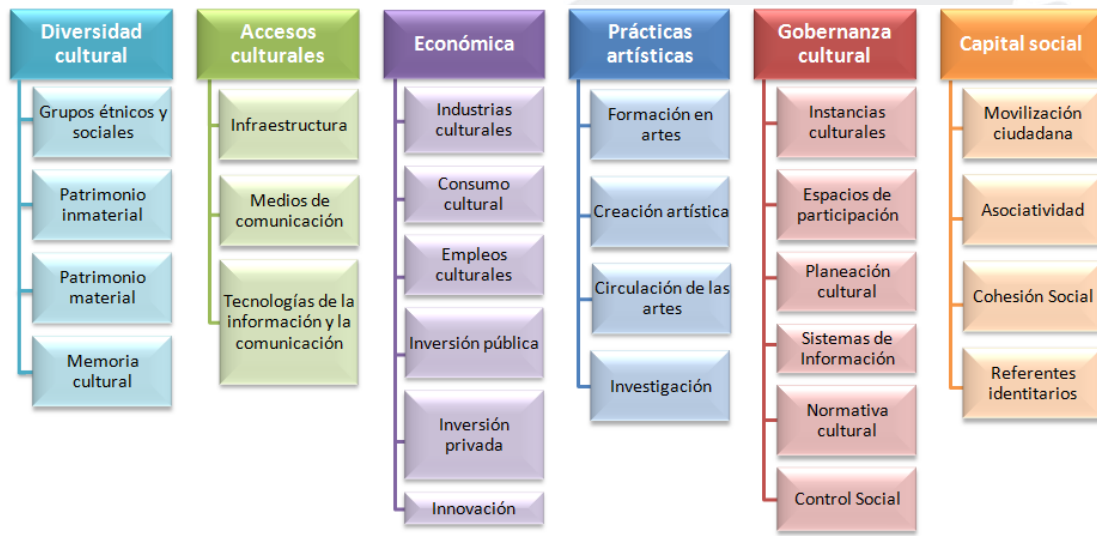 Diversidad
cultural
Grupos étnicos y
sociales
Patrimonio
inmaterial
Patrimonio
material
Memoria
cultural
Accesos
culturales
Infraestructura
Medios de
comunicación
Tecnologías de la
información y la
comunicación
Económica
Industrias
culturales
Consumo
cultural
Empleos
culturales
Inversión pública
Inversión
privada
Innovación
Prácticas
artísticas
Formación en
artes
Creación artística
Circulación de las
artes
Investigación
Gobernanza
cultural
Instancias
culturales
Espacios de
participación
Planeación
cultural
Sistemas de
Información
Normativa
cultural
Control Social
Capital social
Movilización
ciudadana
Asociatividad
Cohesión Social
Referentes
identitarios